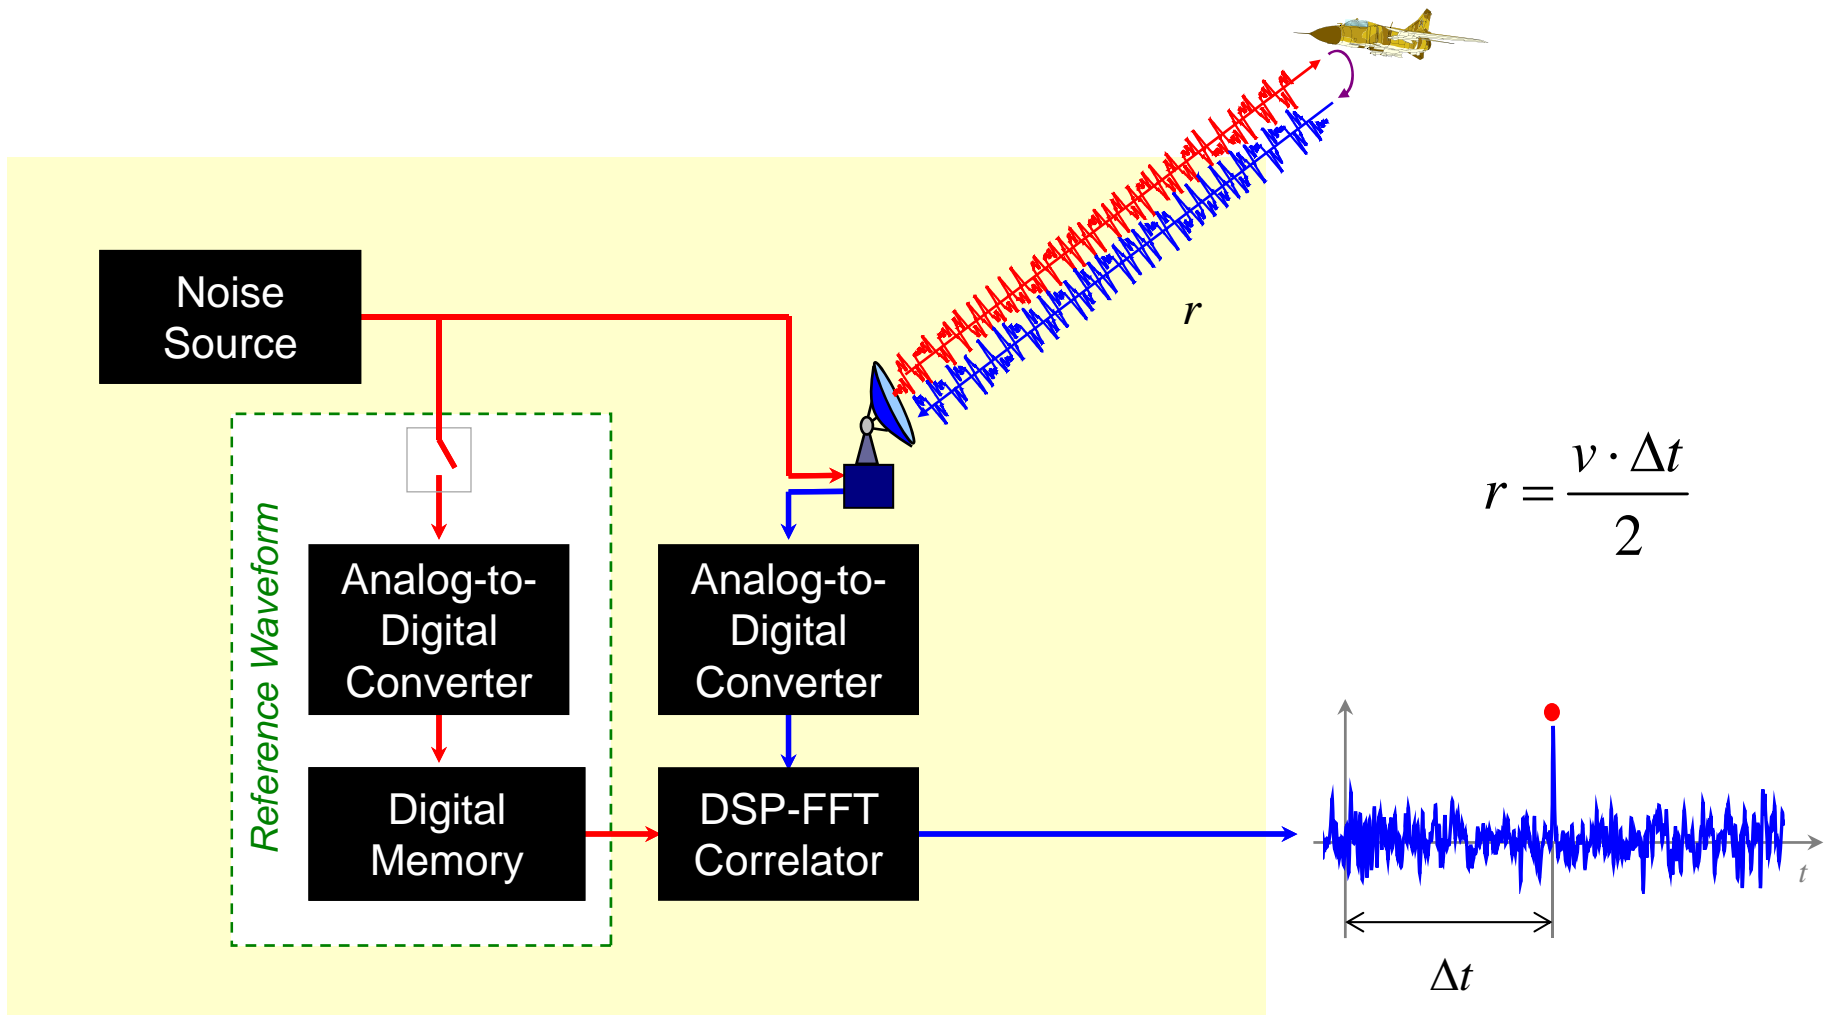 Noise
Source
r
Reference Waveform
Analog-to-
Digital
Converter
Analog-to-
Digital
Converter
r = v · Δt / 2
Digital
Memory
DSP-FFT
Correlator
t
Δt